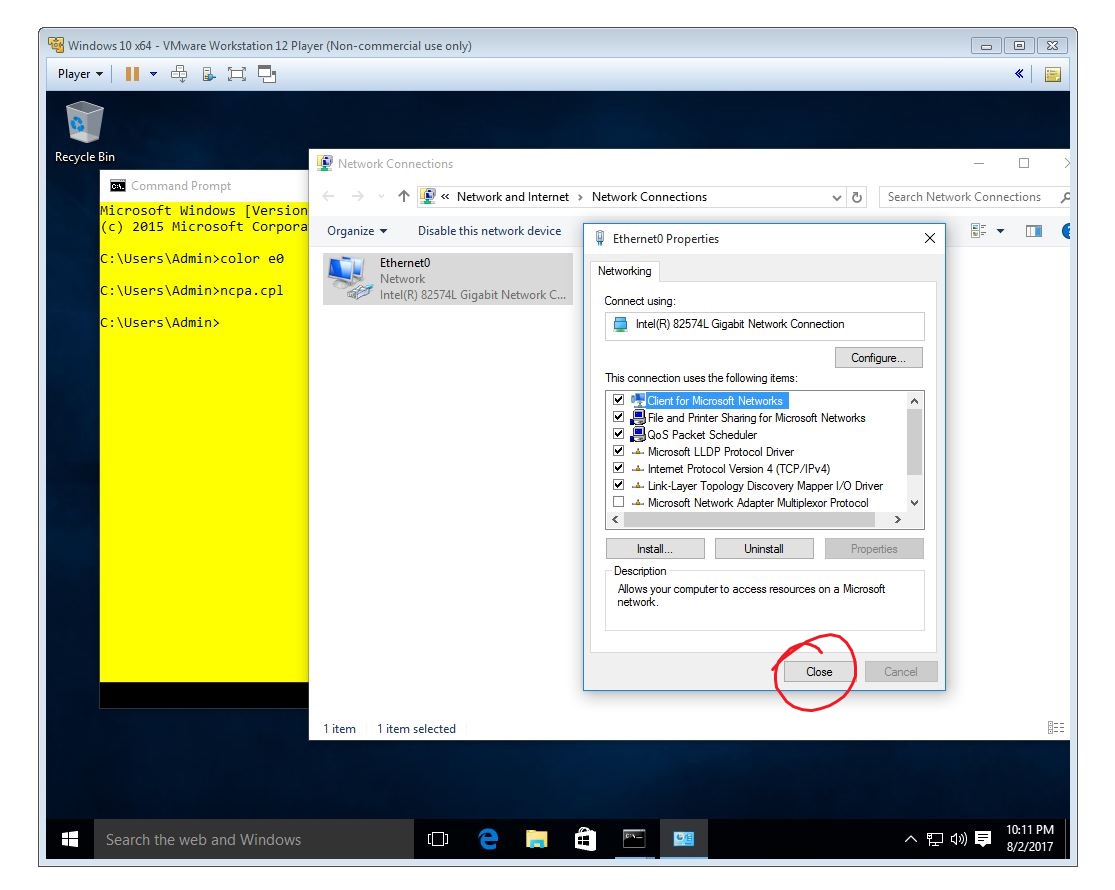 Windows 10 x64 - VMware Workstation 12 Player (Non-commercial use only)
Player
Recycle Bin
Command Prompt
Microsoft Windows [Version
(c) 2015 Microsoft Corpora
C:\Users\Admin>color e0
C:\Users\Admin>ncpa.cpl
C:\Users\Admin>
Network Connections
« Network and Internet > Network Connections
Search Network Connections
Organize
Disable this network device
Ethernet0
Network
Intel(R) 82574L Gigabit Network C...
Ethernet0 Properties
Networking
Connect using:
Intel(R) 82574L Gigabit Network Connection
Configure...
This connection uses the following items:
Client for Microsoft Networks
File and Printer Sharing for Microsoft Networks
QoS Packet Scheduler
Microsoft LLDP Protocol Driver
Internet Protocol Version 4 (TCP/IPv4)
Link-Layer Topology Discovery Mapper I/O Driver
Microsoft Network Adapter Multiplexor Protocol
Install...
Uninstall
Properties
Description
Allows your computer to access resources on a Microsoft
network.
Close
Cancel
1 item
1 item selected
Search the web and Windows
10:11 PM
8/2/2017